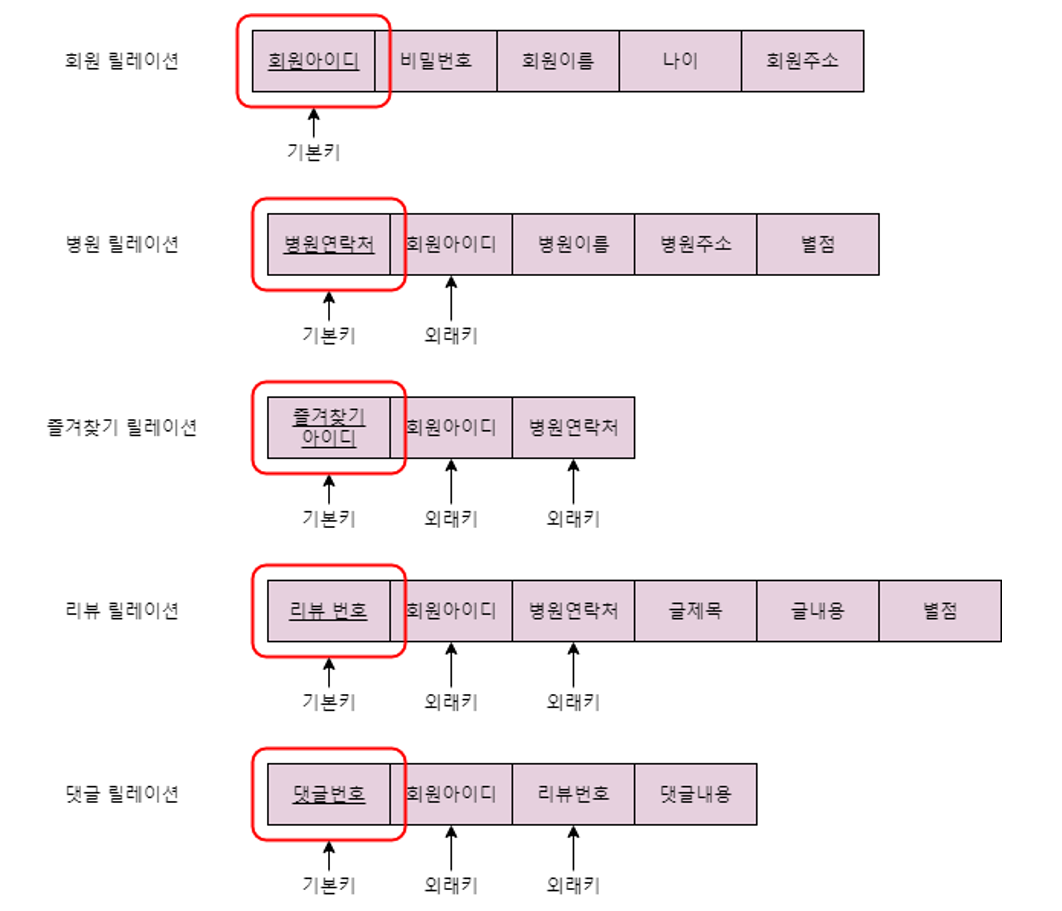 회원 릴레이션
회원아이디 비밀번호 회원이름 나이 회원주소
기본키
병원 릴레이션
병원연락처 회원아이디 병원이름 병원주소 별점
기본키 외래키
즐겨찾기 릴레이션
즐겨찾기
아이디
회원아이디 병원연락처
기본키 외래키 외래키
리뷰 릴레이션
리뷰 번호 회원아이디 병원연락처 글제목 글내용 별점
기본키 외래키 외래키
댓글 릴레이션
댓글번호 회원아이디 리뷰번호 댓글내용
기본키 외래키 외래키